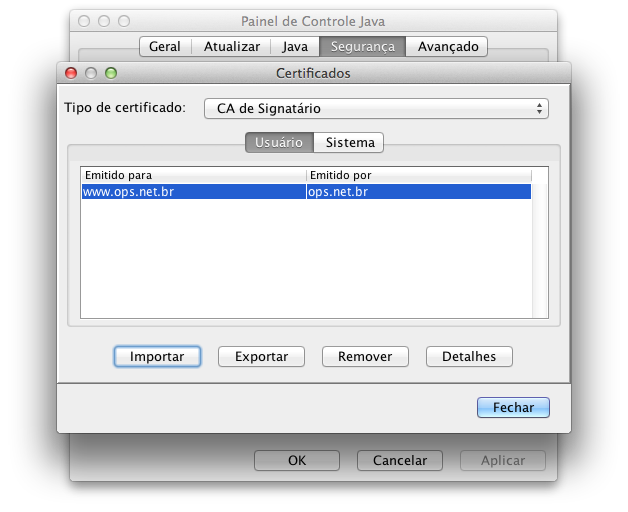 Painel de Controle Java
Geral Atualizar Java Segurança Avançado
Certificados
Tipo de certificado: CA de Signatário
Usuário Sistema
Emitido para Emitido por
www.ops.net.br ops.net.br
Importar Exportar Remover Detalhes
Fechar
OK Cancelar Aplicar